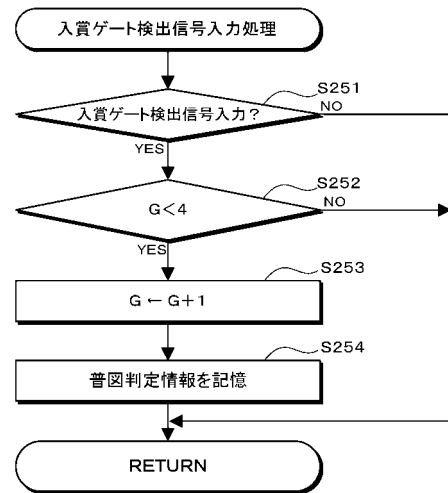 入賞ゲート検出信号入力処理
S251
入賞ゲート検出信号入力?
NO
YES
S252
G<4
NO
YES
S253
G ← G+1
S254
普図判定情報を記憶
RETURN